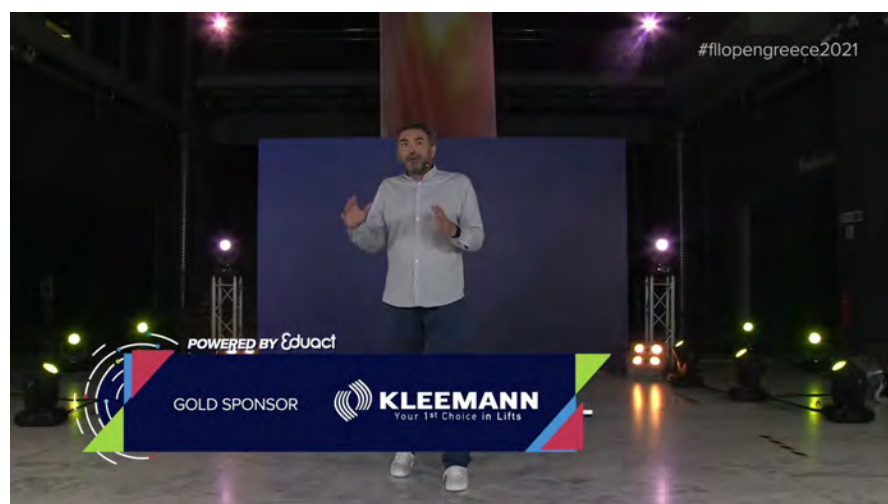 #fllopengreece2021
POWERED BY Eduact
GOLD SPONSOR
KLEEMANN
Your 1st Choice in Lifts